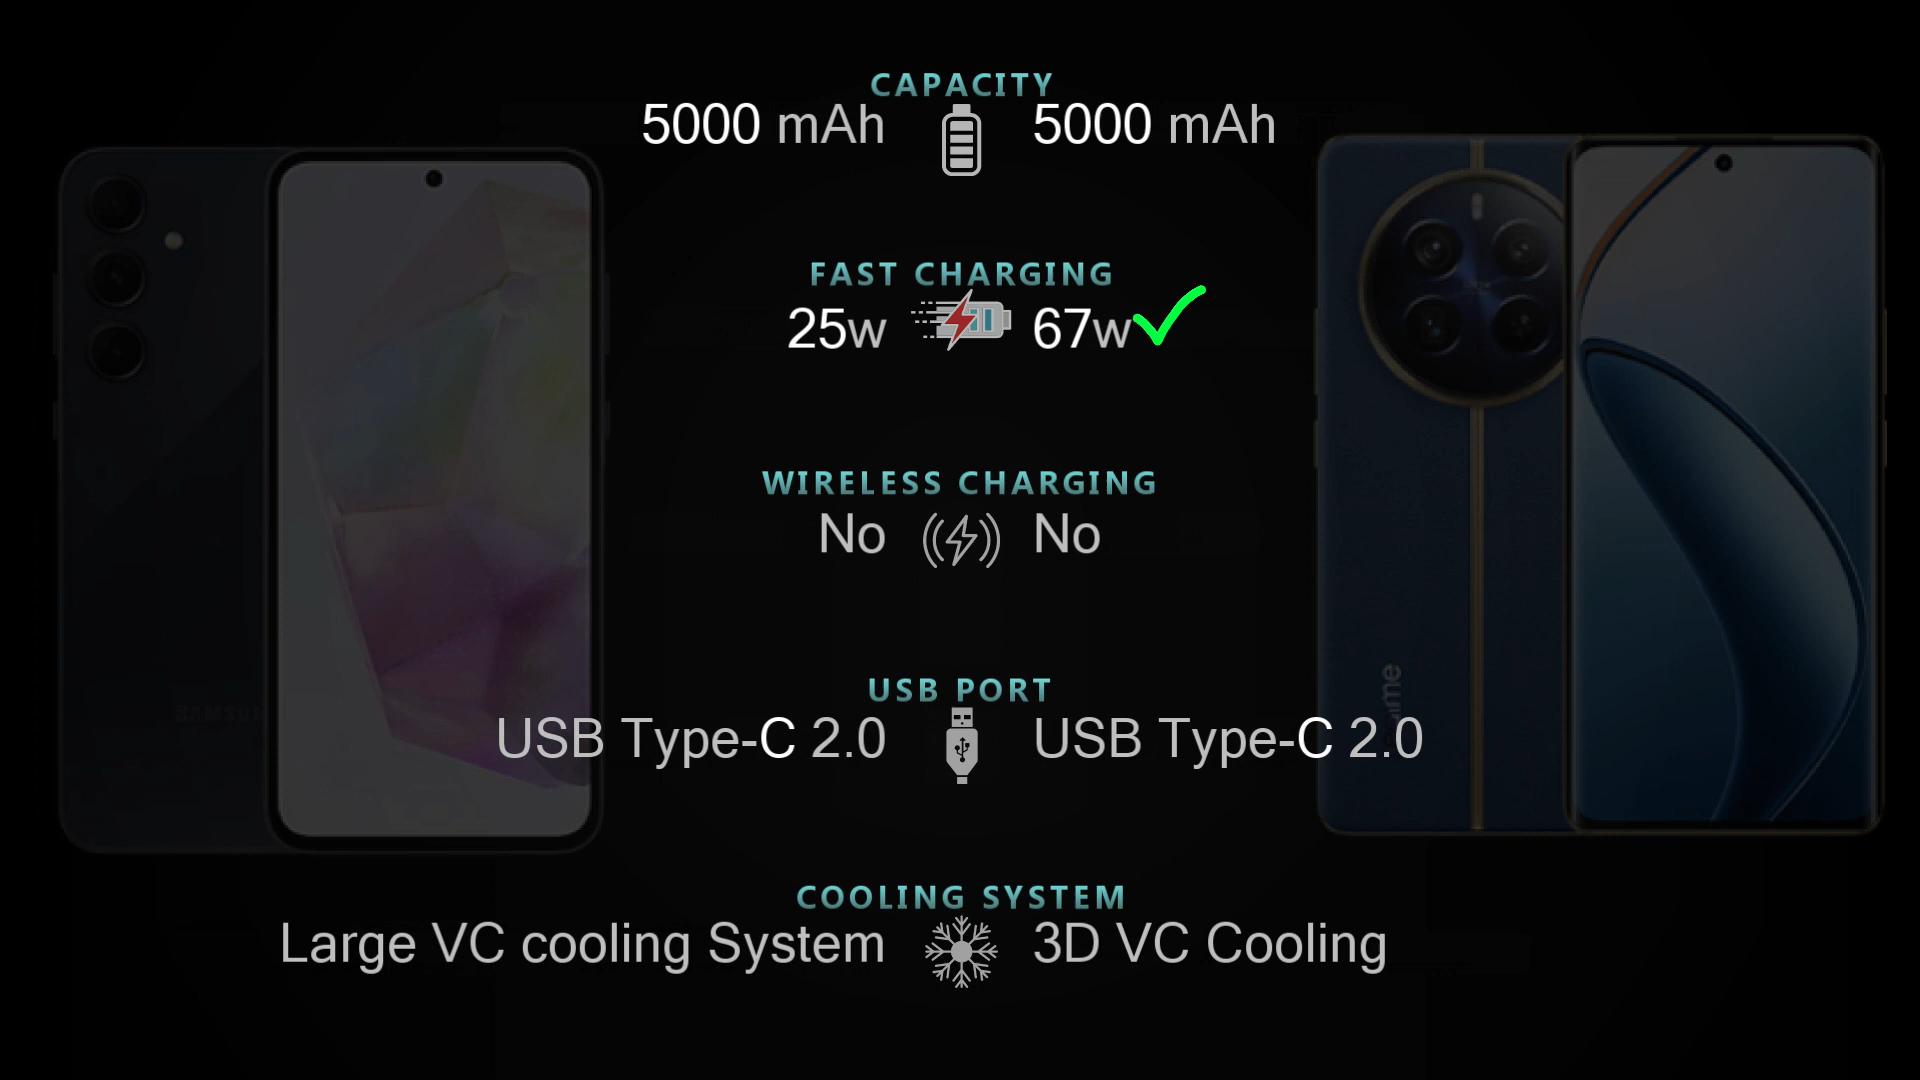 CAPACITY
5000 mAh 5000 mAh
FAST CHARGING
25w 67w
WIRELESS CHARGING
No No
USB PORT
USB Type-C 2.0 USB Type-C 2.0
COOLING SYSTEM
Large VC cooling System 3D VC Cooling